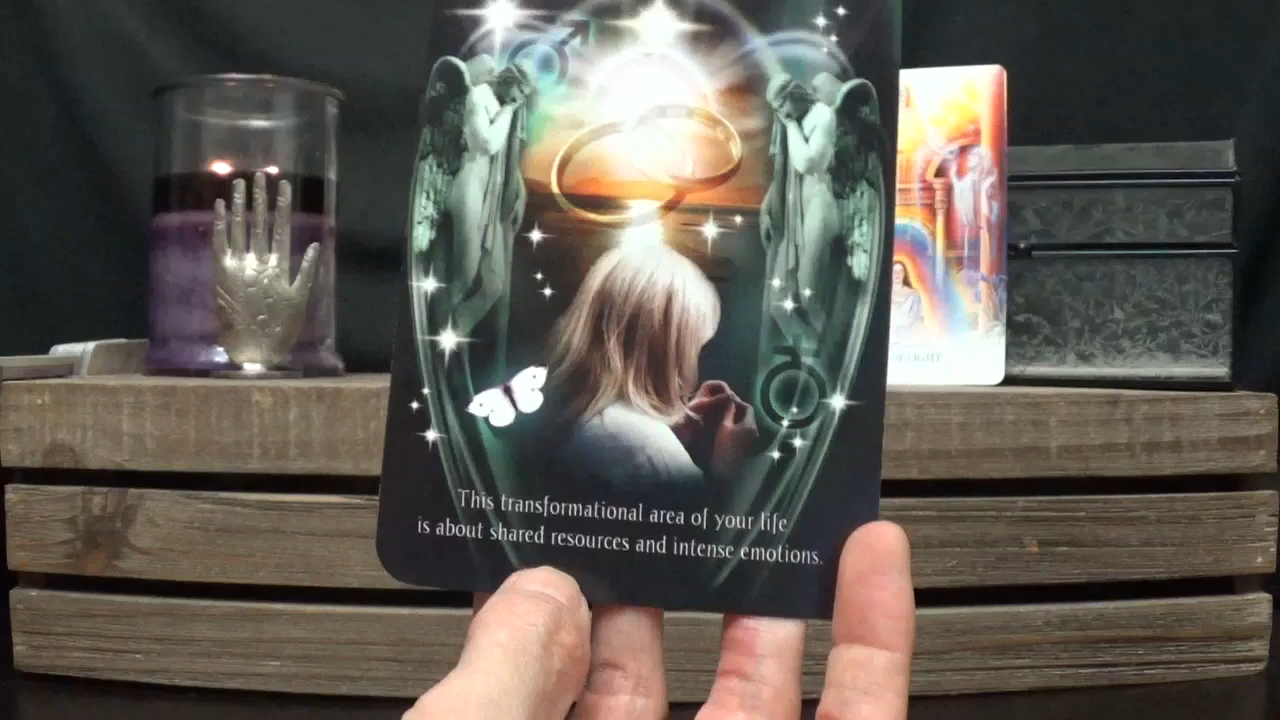 This transformational area of your life
is about shared resources and intense emotions.